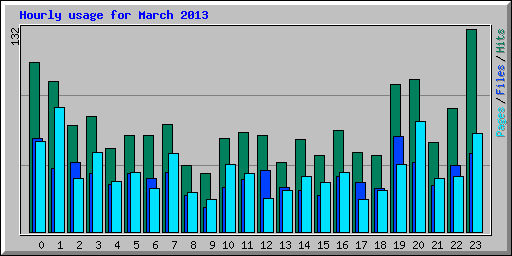 Hourly usage for March 2013
132
Pages/Files/Hits
0 1 2 3 4 5 6 7 8 9 10 11 12 13 14 15 16 17 18 19 20 21 22 23